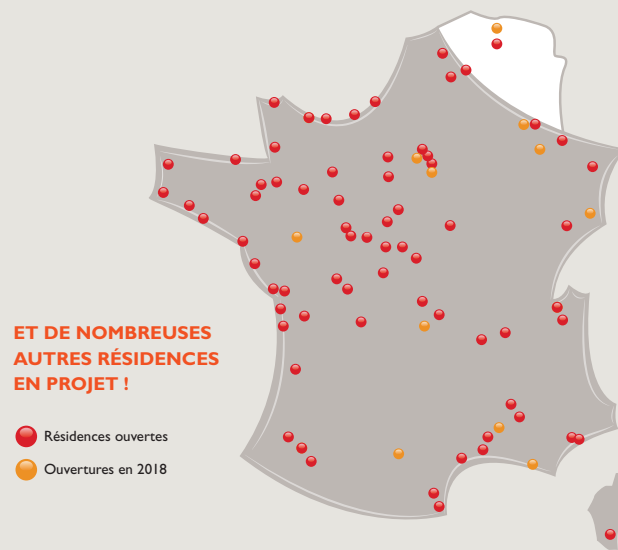 ET DE NOMBREUSES
AUTRES RÉSIDENCES
EN PROJET !
Résidences ouvertes
Ouvertures en 2018